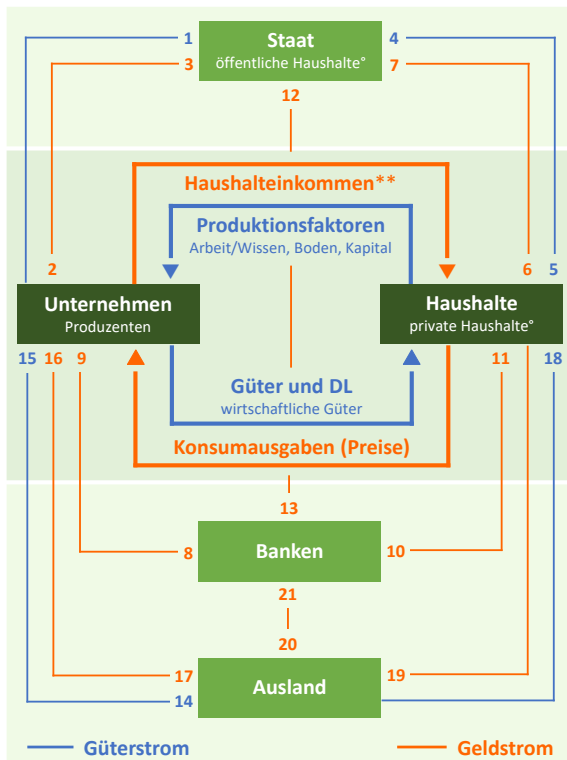 1
Staat
4
3
öffentliche Haushalte°
7
12
Haushalteinkommen**
Produktionsfaktoren
Arbeit/Wissen, Boden, Kapital
2
6
5
Unternehmen
Produzenten
Haushalte
private Haushalte°
15
16
9
11
18
Güter und DL
wirtschaftliche Güter
Konsumausgaben (Preise)
13
8
Banken
10
21
20
17
Ausland
19
14
Güterstrom
Geldstrom